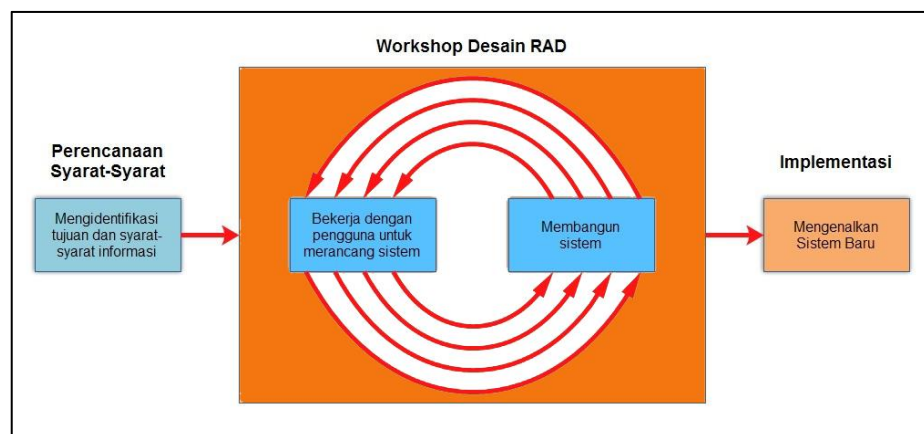 Workshop Desain RAD
Perencanaan
Syarat-Syarat
Mengidentifikasi
tujuan dan syarat-
syarat informasi
Bekerja dengan
pengguna untuk
merancang sistem
Membangun
sistem
Implementasi
Mengenalkan
Sistem Baru